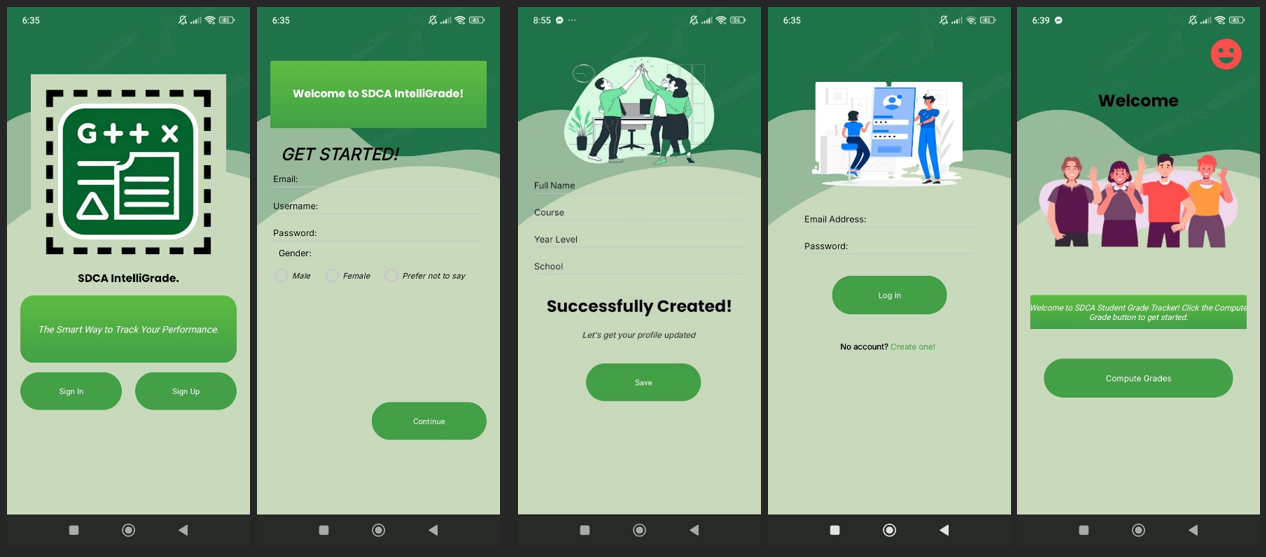 6:35
G++ x
SDCA IntelliGrade.
The Smart Way to Track Your Performance.
Sign In
Sign Up
6:35
Welcome to SDCA IntelliGrade!
GET STARTED!
Email:
Username:
Password:
Gender:
Male
Female
Prefer not to say
Continue
8:55
Full Name
Course
Year Level
School
Successfully Created!
Let's get your profile updated
Save
6:35
Email Address:
Password:
Log in
No account? Create one!
6:39
Welcome
Welcome to SDCA Student Grade Tracker! Click the Compute
Grade button to get started.
Compute Grades